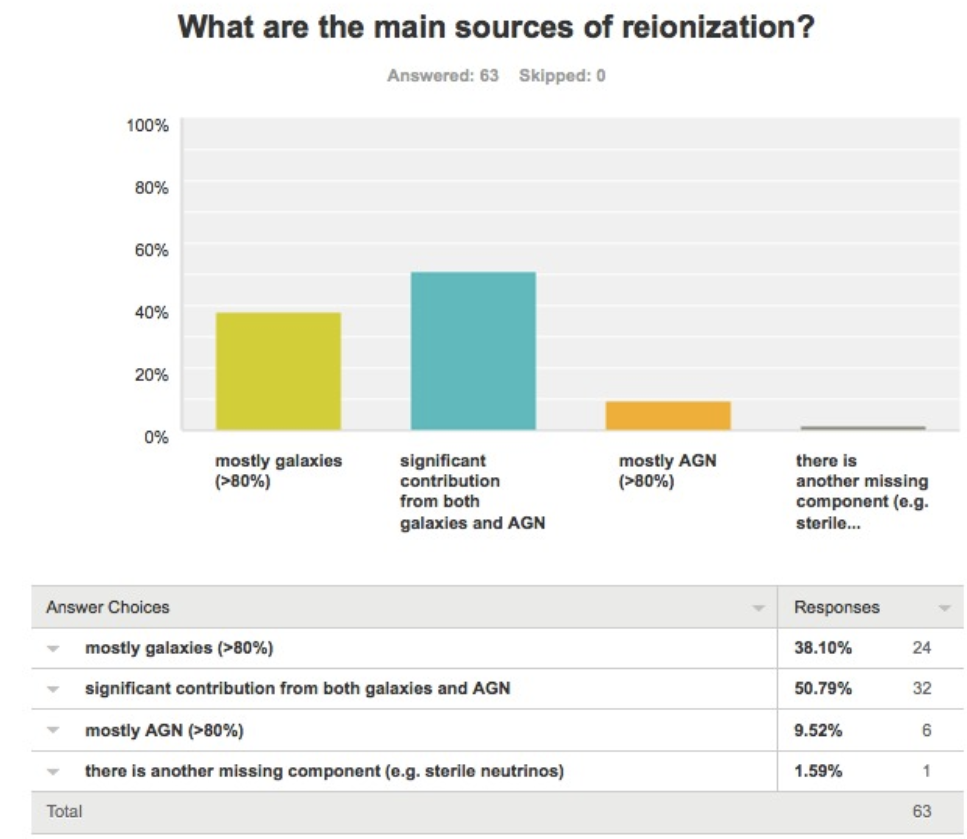 What are the main sources of reionization?
Answered: 63 Skipped: 0
100%
80%
60%
40%
20%
0%
mostly galaxies
(>80%)
significant
contribution
from both
galaxies and AGN
mostly AGN
(>80%)
there is
another missing
component (e.g.
sterile...
Answer Choices Responses
mostly galaxies (>80%) 38.10% 24
significant contribution from both galaxies and AGN 50.79% 32
mostly AGN (>80%) 9.52% 6
there is another missing component (e.g. sterile neutrinos) 1.59% 1
Total 63